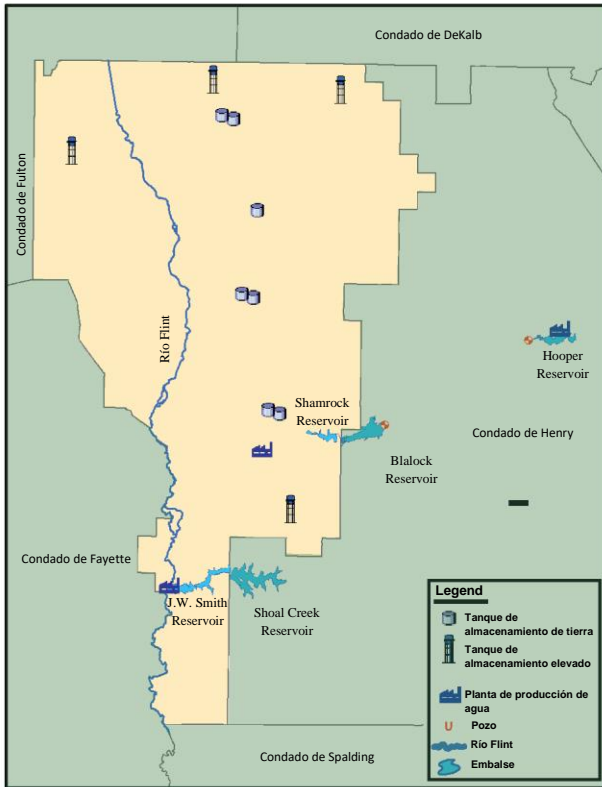 Condado de DeKalb
Condado de Fulton
Río Flint
Hooper
Reservoir
Shamrock
Reservoir
Condado de Henry
Blalock
Reservoir
Condado de Fayette
J.W. Smith
Reservoir
Shoal Creek
Reservoir
Condado de Spalding
Legend
Tanque de
almacenamiento de tierra
Tanque de
almacenamiento elevado
Planta de producción de
agua
U Pozo
Río Flint
Embalse